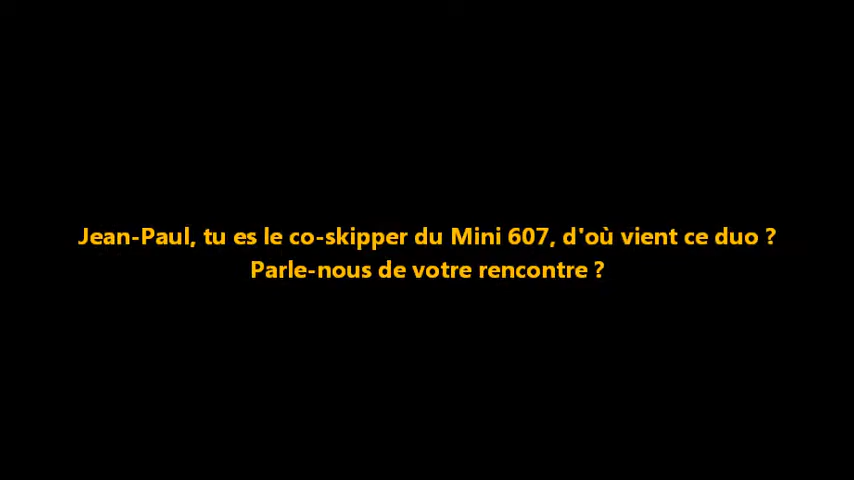 Jean-Paul, tu es le co-skipper du Mini 607, d'où vient ce duo ?
Parle-nous de votre rencontre ?